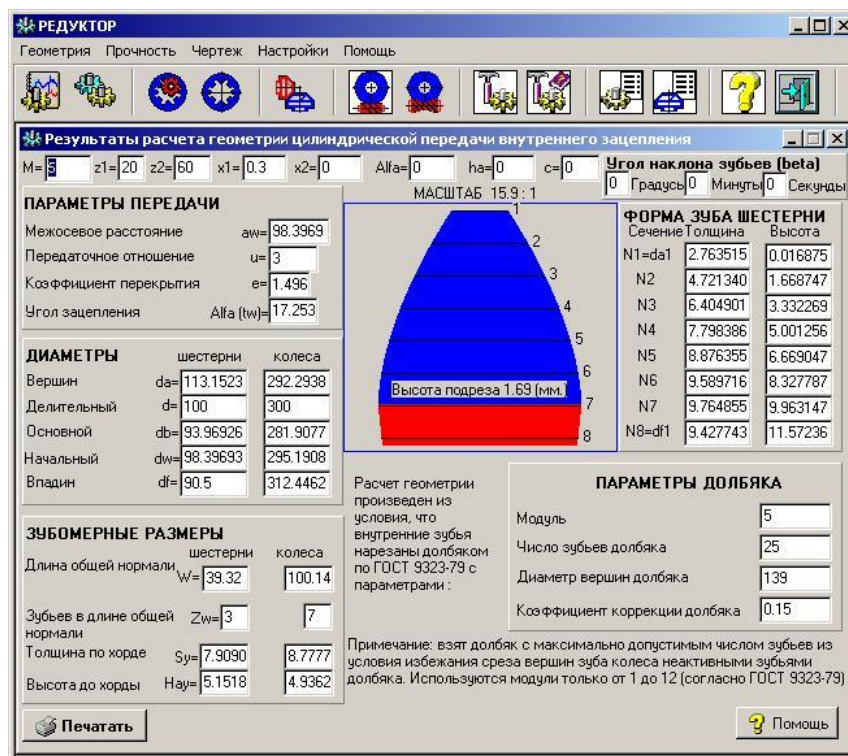 РЕДУКТОР
Геометрия Прочность Чертеж Настройки Помощь
Результаты расчета геометрии цилиндрической передачи внутреннего зацепления
M= 5 z1= 20 z2= 60 x1= 0.3 x2= 0 Alfa= 0 ha= 0 c= 0
Угол наклона зубьев (beta)
0 Градусь 0 Минуты 0 Секунды
ПАРАМЕТРЫ ПЕРЕДАЧИ
Межосевое расстояние aw= 98.3969
Передаточное отношение u= 3
Коэффициент перекрытия e= 1.496
Угол зацепления Alfa (tw)= 17.253
МАСШТАБ 15.9 : 1
1
2
3
4
5
6
Высота подреза 1.69 (мм.)
7
8
ФОРМА ЗУБА ШЕСТЕРНИ
Сечение Толщина Высота
N1=da1 2.763515 0.016875
N2 4.721340 1.668747
N3 6.404901 3.332269
N4 7.798386 5.001256
N5 8.876355 6.669047
N6 9.589716 8.327787
N7 9.764855 9.963147
N8=df1 9.427743 11.57236
ДИАМЕТРЫ шестерни колеса
Вершин da= 113.1523 292.2938
Делительный d= 100 300
Основной db= 93.96926 281.9077
Начальный dw= 98.39693 295.1908
Впадин df= 90.5 312.4462
ЗУБОМЕРНЫЕ РАЗМЕРЫ
шестерни колеса
Длина общей нормали W= 39.32 100.14
Зубьев в длине общей
нормали Zw= 3 7
Толщина по хорде Sy= 7.9090 8.7777
Высота до хорды Hay= 5.1518 4.9362
Расчет геометрии
произведен из
условия, что
внутренние зубья
нарезаны долбяком
по ГОСТ 9323-79 с
параметрами :
ПАРАМЕТРЫ ДОЛБЯКА
Модуль 5
Число зубьев долбяка 25
Диаметр вершин долбяка 139
Коэффициент коррекции долбяка 0.15
Примечание: взят долбяк с максимально допустимым числом зубьев из
условия избежания среза вершин зуба колеса неактивными зубьями
долбяка. Используются модули только от 1 до 12 (согласно ГОСТ 9323-79)
Печатать
Помощь